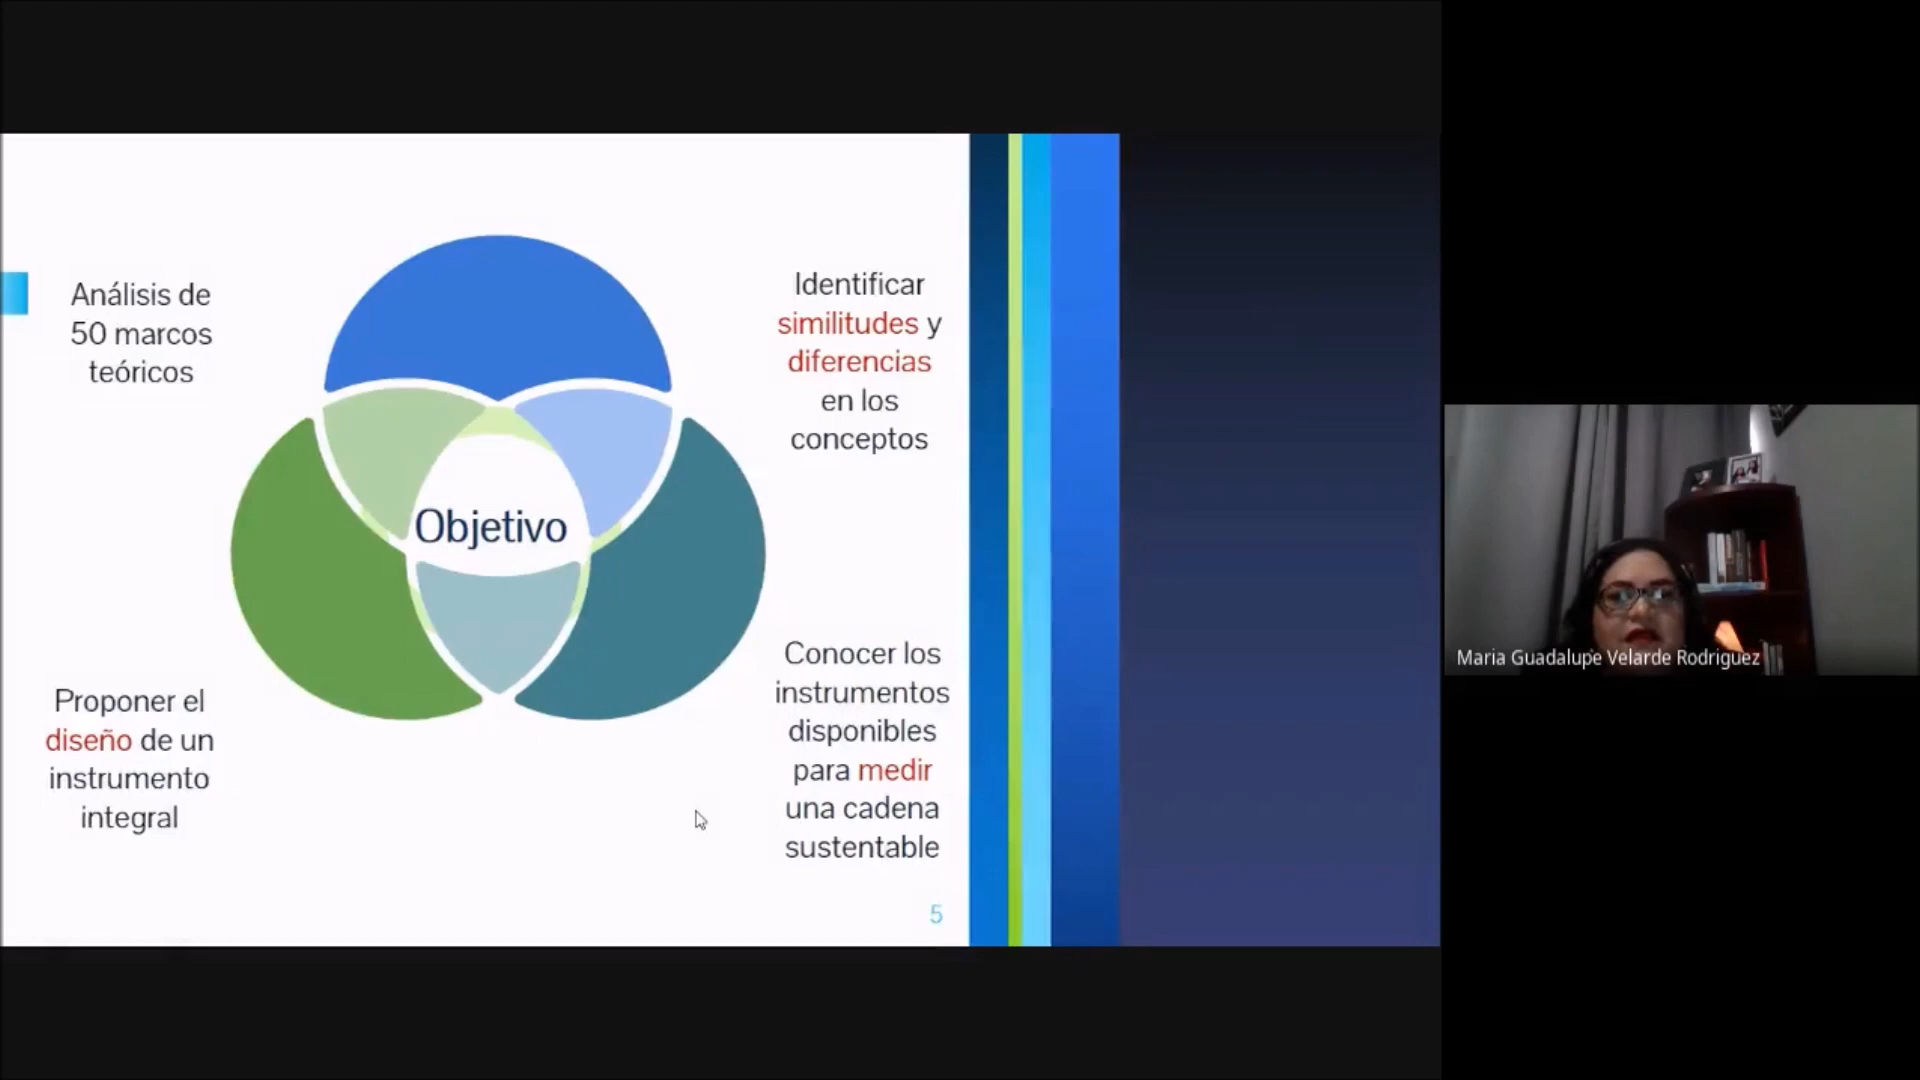 Análisis de
50 marcos
teóricos
Identificar
similitudes y
diferencias
en los
conceptos
Objetivo
Proponer el
diseño de un
instrumento
integral
Conocer los
instrumentos
disponibles
para medir
una cadena
sustentable
5
Maria Guadalupe Velarde Rodriguez